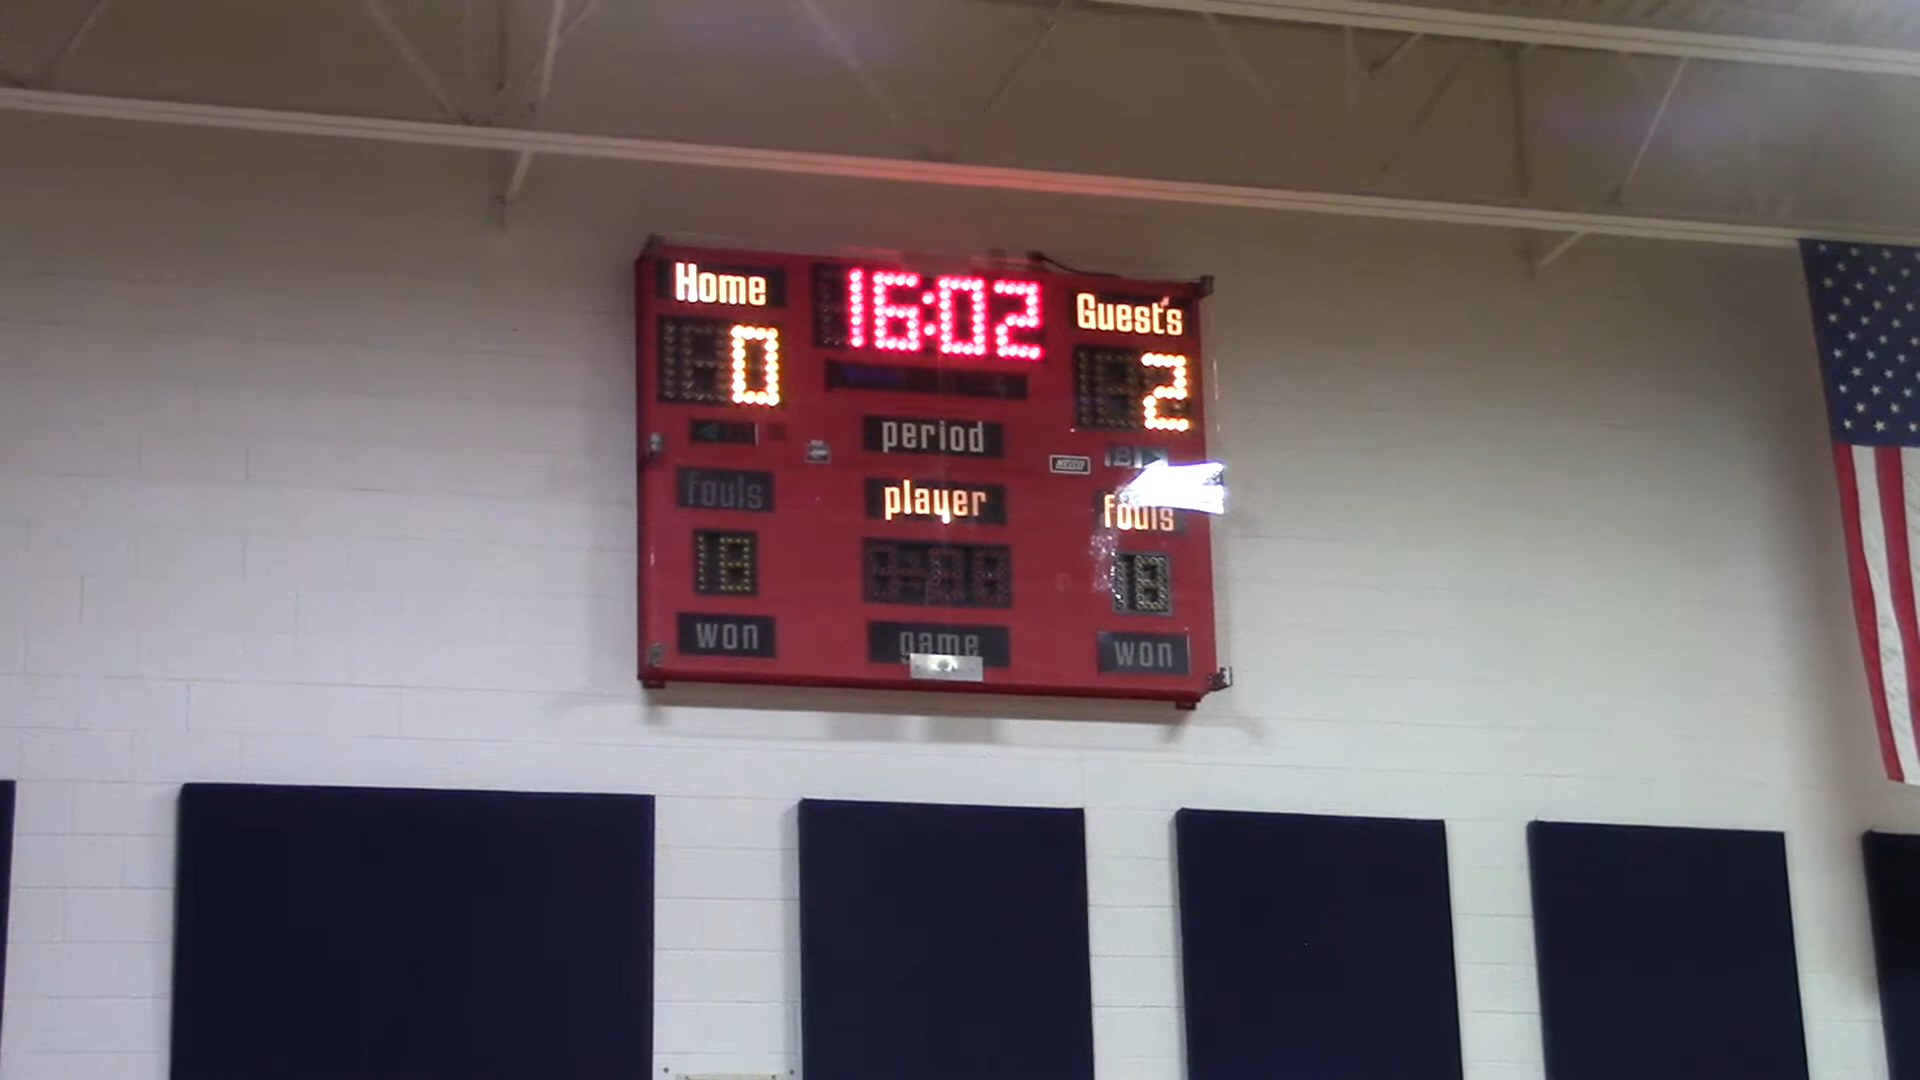 Home 16:02 Guests
0 2
period
fouls player fouls
won game won